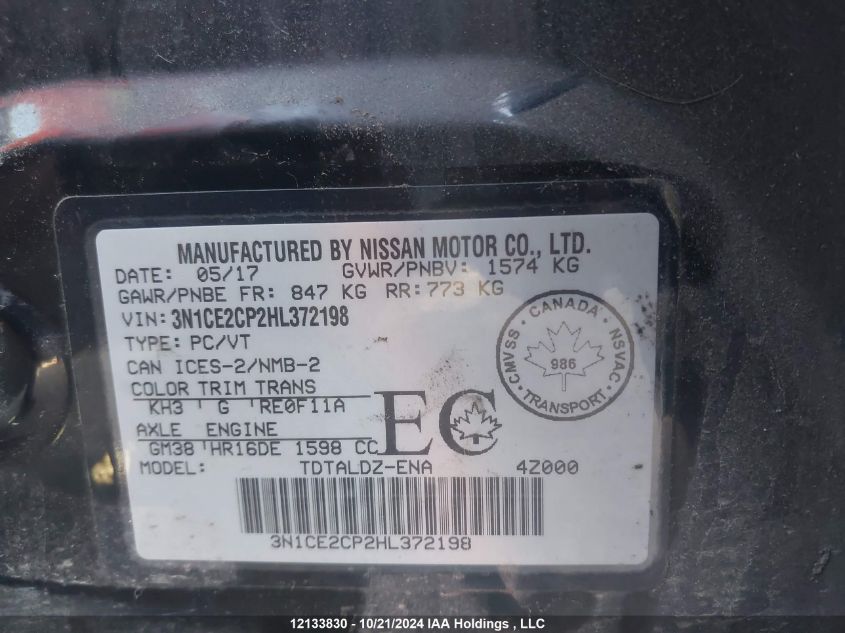 MANUFACTURED BY NISSAN MOTOR CO., LTD.
DATE: 05/17 GVWR/PNBV: 1574 KG
GAWR/PNBE FR: 847 KG RR: 773 KG
VIN: 3N1CE2CP2HL372198
TYPE: PC/VT
CAN ICES-2/NMB-2
COLOR TRIM TRANS
KH3 G RE0F11A
AXLE ENGINE
GM38 HR16DE 1598 CC
EC
CANADA · NSVAC · TRANSPORT · CMVSS
986
MODEL: TDTALDZ-ENA 4Z000
3N1CE2CP2HL372198
12133830 - 10/21/2024 IAA Holdings , LLC